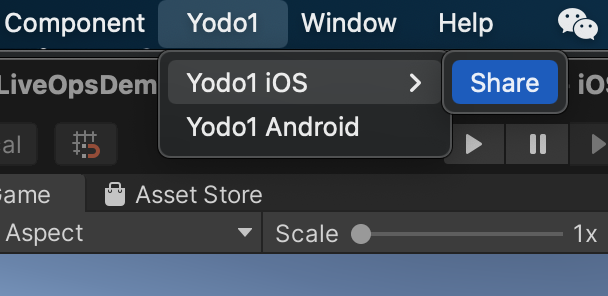 Component Yodo1 Window Help
LiveOpsDem iOS
Yodo1 iOS Share
Yodo1 Android
al
Game Asset Store
Aspect Scale 1x